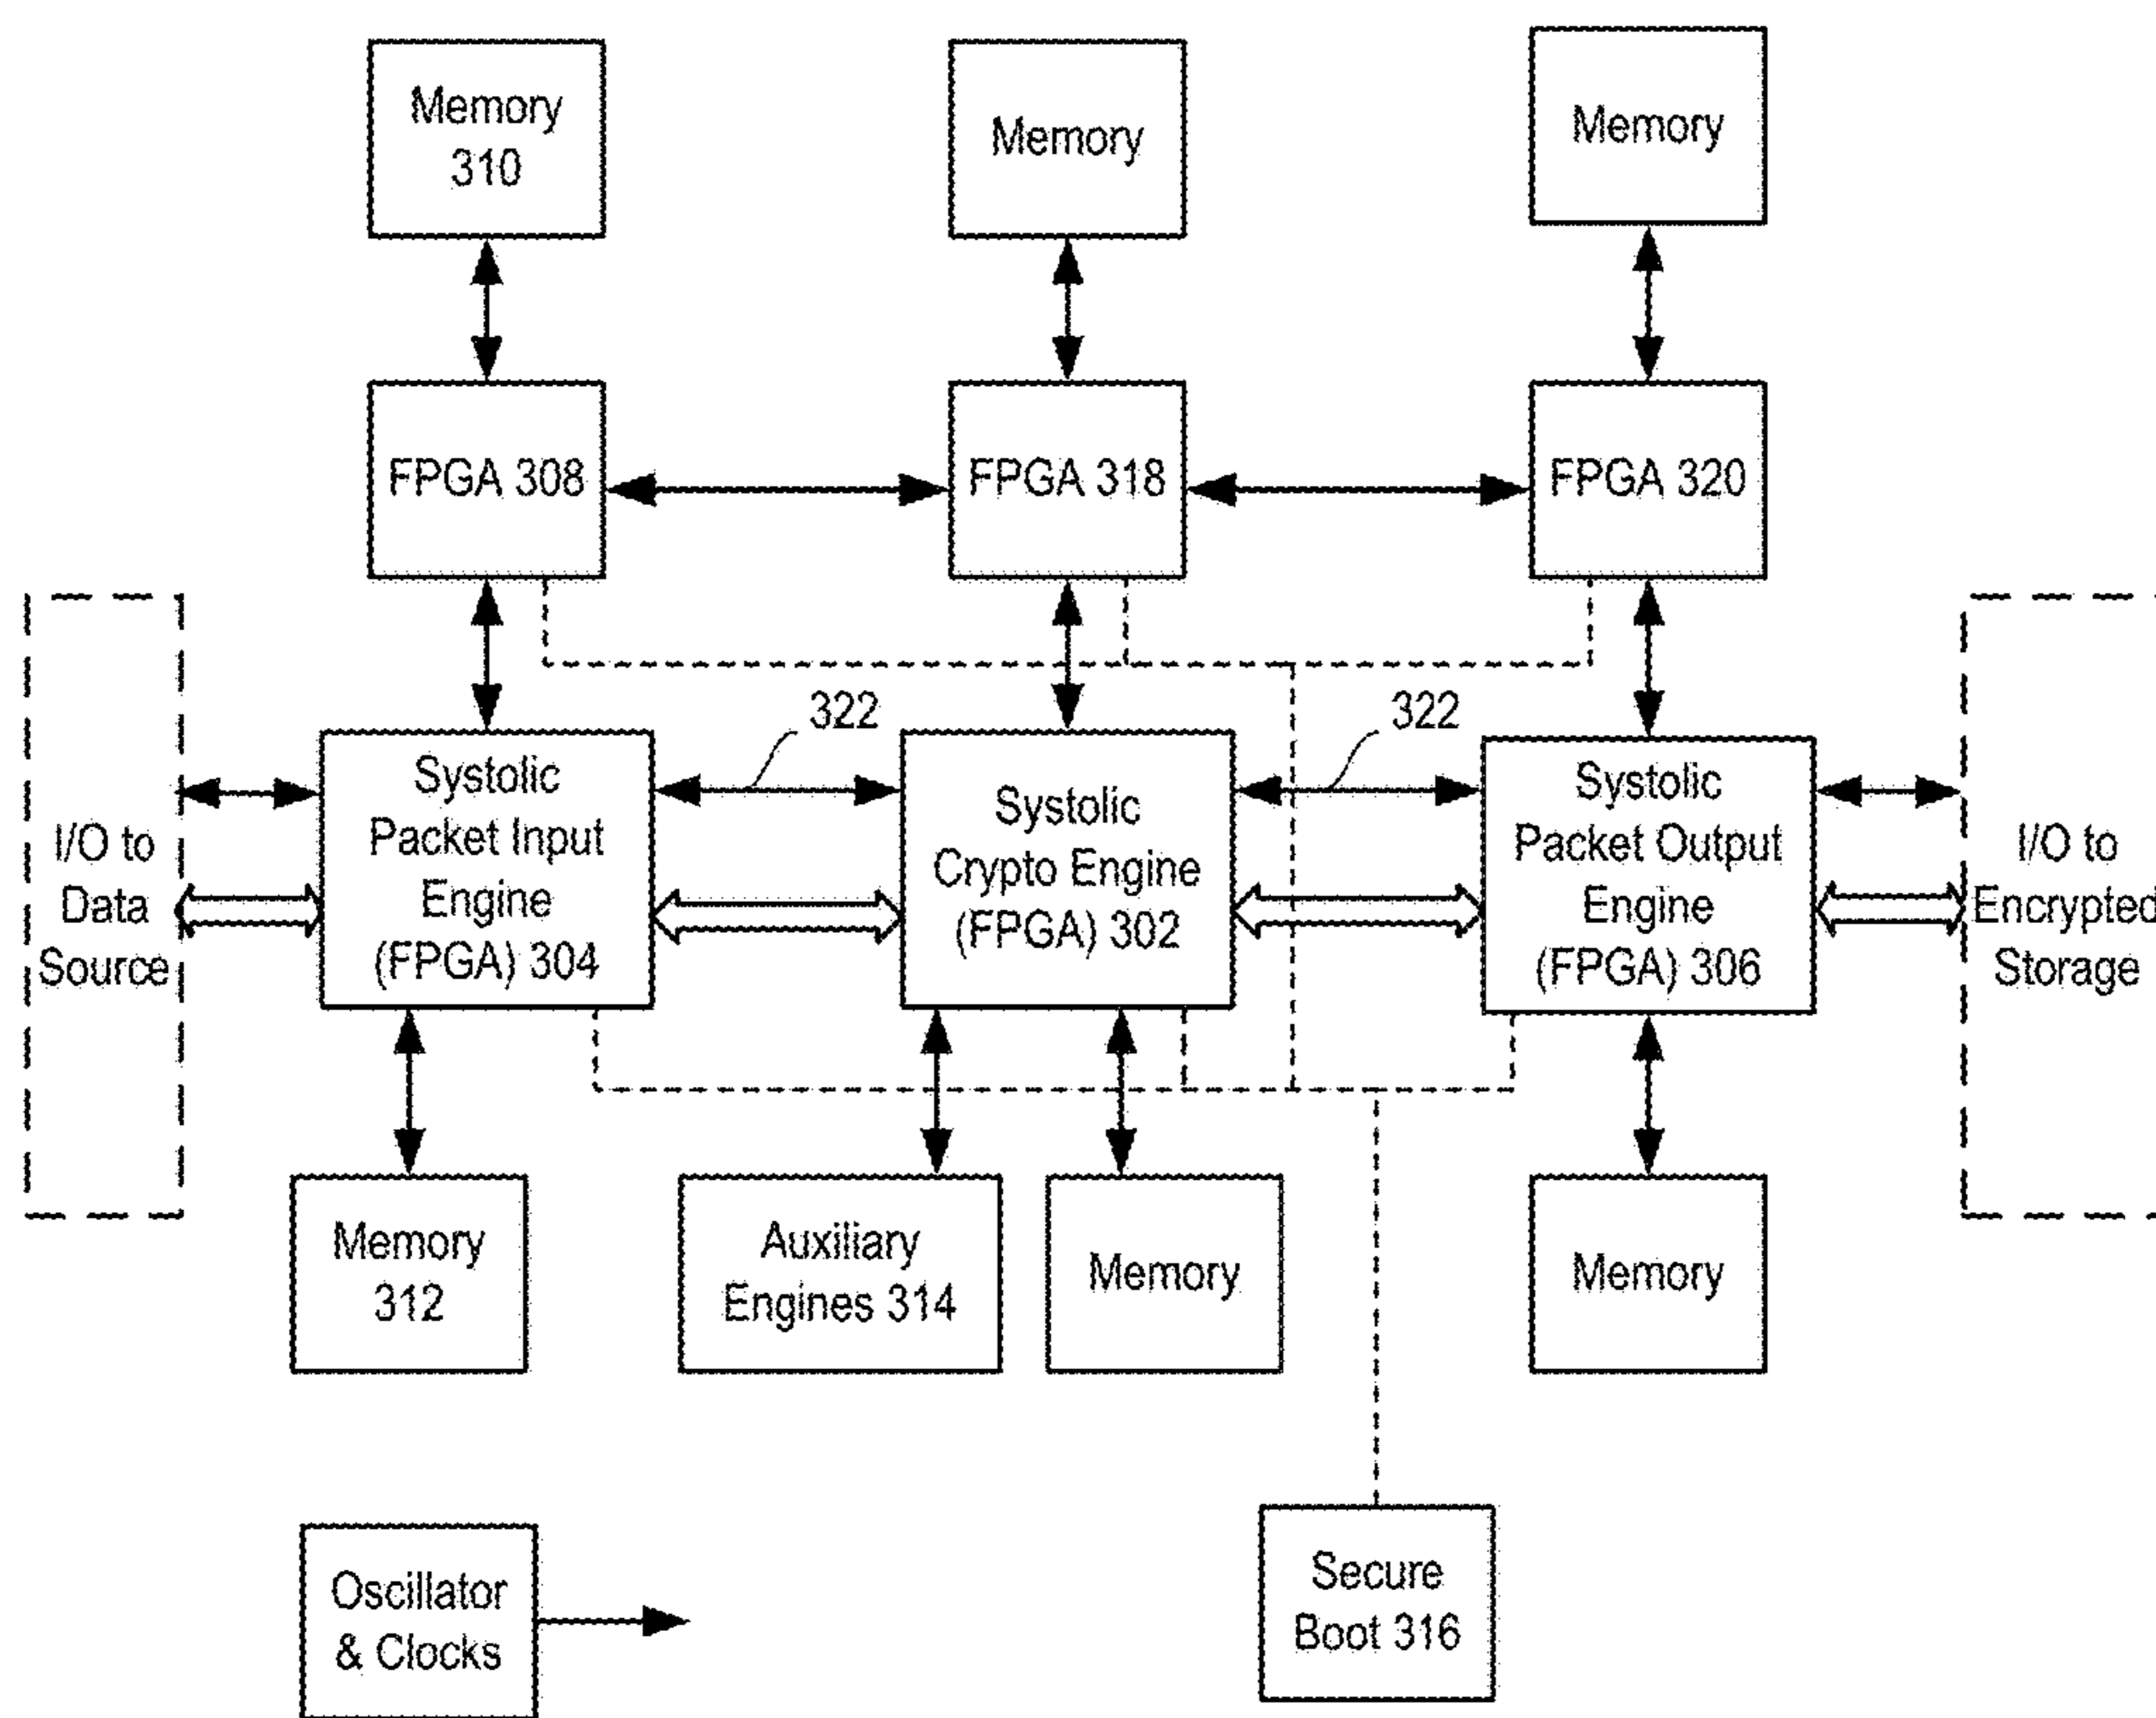 Memory
310
Memory
Memory
FPGA 308
FPGA 318
FPGA 320
322
322
I/O to
Data
Source
Systolic
Packet Input
Engine
(FPGA) 304
Systolic
Crypto Engine
(FPGA) 302
Systolic
Packet Output
Engine
(FPGA) 306
I/O to
Encrypted
Storage
Memory
312
Auxiliary
Engines 314
Memory
Memory
Oscillator
& Clocks
Secure
Boot 316